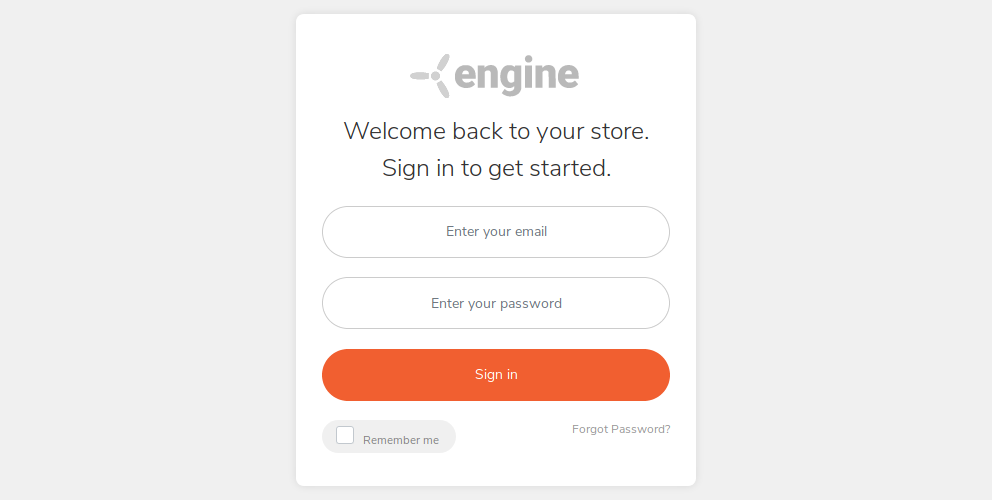 engine
Welcome back to your store.
Sign in to get started.
Enter your email
Enter your password
Sign in
Remember me
Forgot Password?